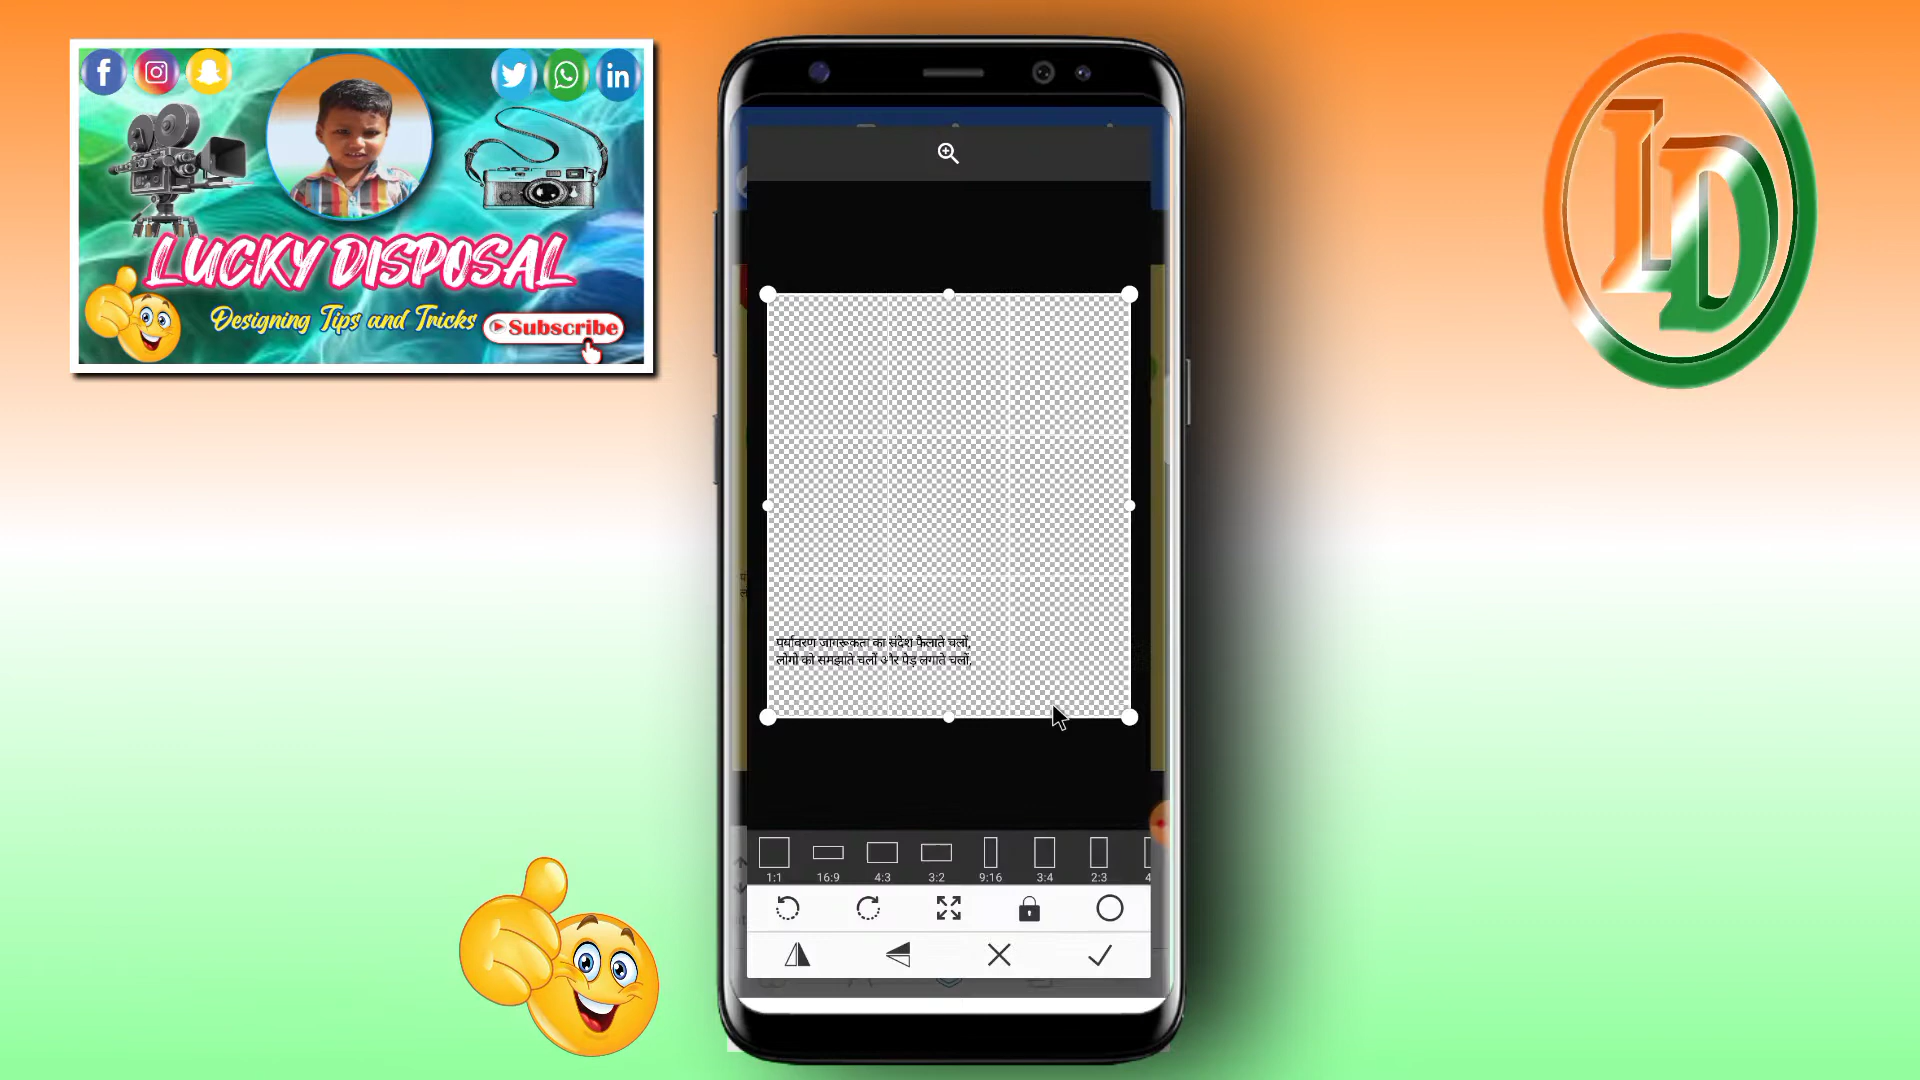 LUCKY DISPOSAL
Designing Tips and Tricks
Subscribe
LD
पर्यावरण जागरूकता का संदेश फैलाते चलों,
लोगों को समझाते चलों और पेड़ लगाते चलों,
1:1 16:9 4:3 3:2 9:16 3:4 2:3